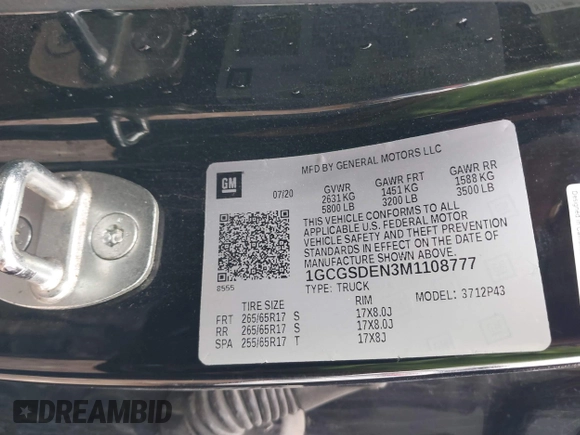 MFD BY GENERAL MOTORS LLC
GM
07/20
GVWR GAWR FRT GAWR RR
2631 KG 1451 KG 1588 KG
5800 LB 3200 LB 3500 LB
THIS VEHICLE CONFORMS TO ALL
APPLICABLE U.S. FEDERAL MOTOR
VEHICLE SAFETY AND THEFT PREVENTION
STANDARDS IN EFFECT ON THE DATE OF
MANUFACTURE SHOWN ABOVE.
8555 1GCGSDEN3M1108777
TYPE: TRUCK
TIRE SIZE RIM MODEL: 3712P43
FRT 265/65R17 S 17X8.0J
RR 265/65R17 S 17X8.0J
SPA 255/65R17 T 17X8J
DREAMBID